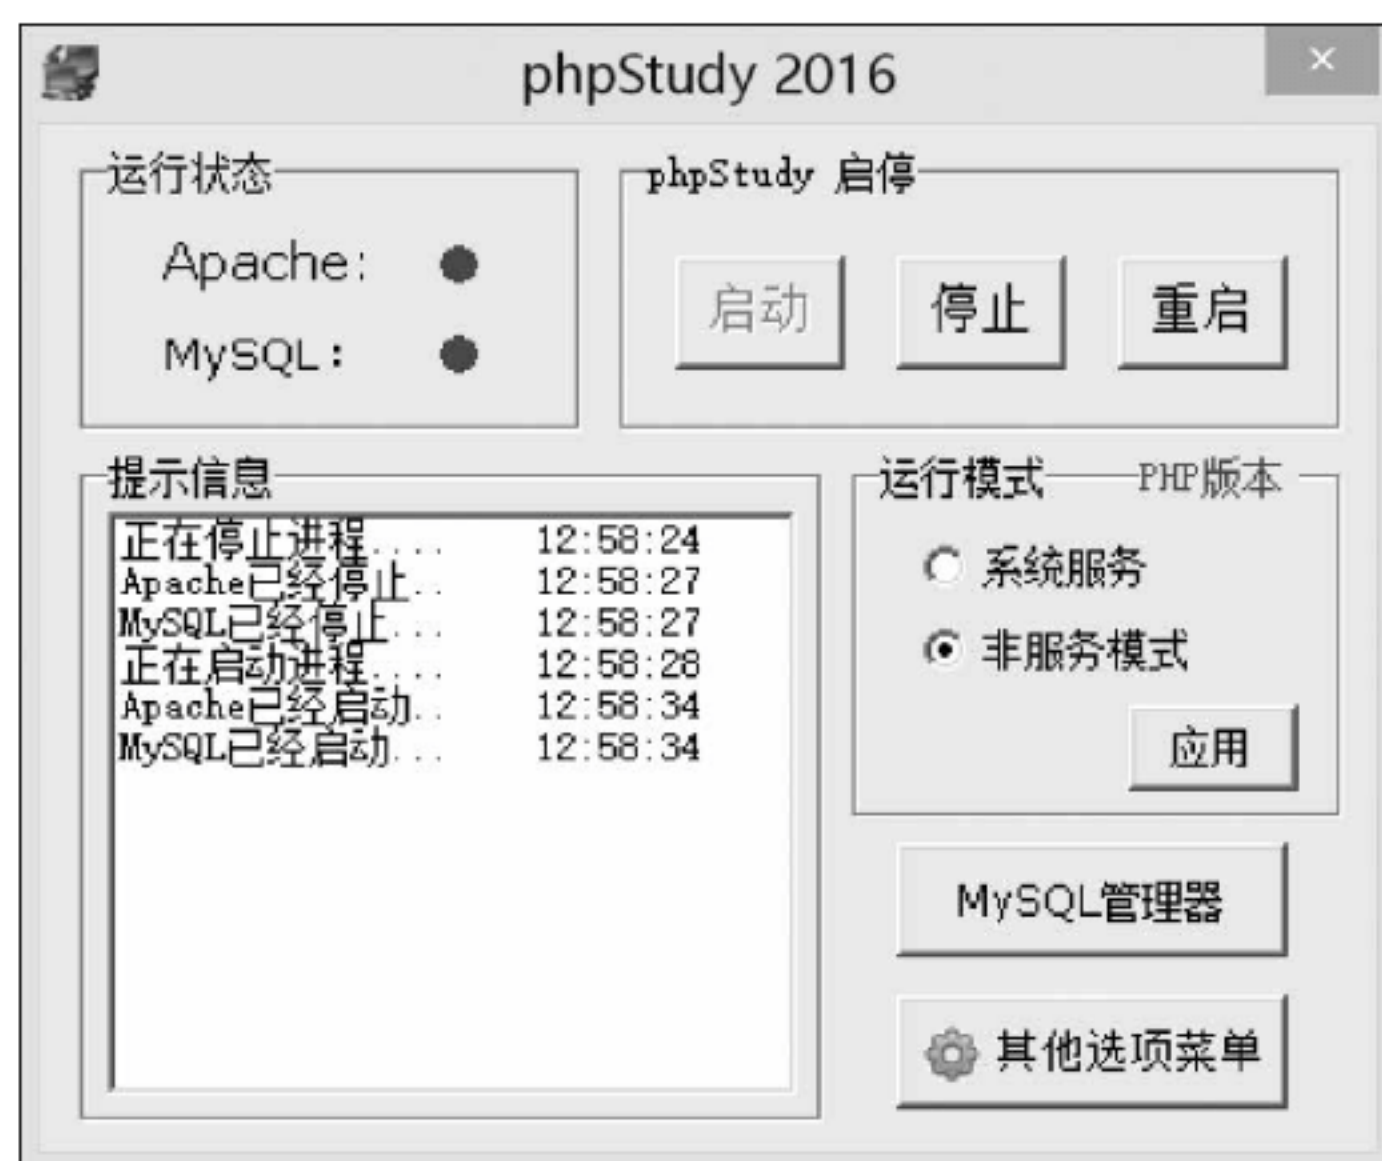 phpStudy 2016
×
运行状态
Apache:
MySQL:
phpStudy 启停
启动 停止 重启
提示信息
正在停止进程.... 12:58:24
Apache已经停止.. 12:58:27
MySQL已经停止... 12:58:27
正在启动进程.... 12:58:28
Apache已经启动.. 12:58:34
MySQL已经启动... 12:58:34
运行模式 PHP版本
系统服务
非服务模式
应用
MySQL管理器
其他选项菜单